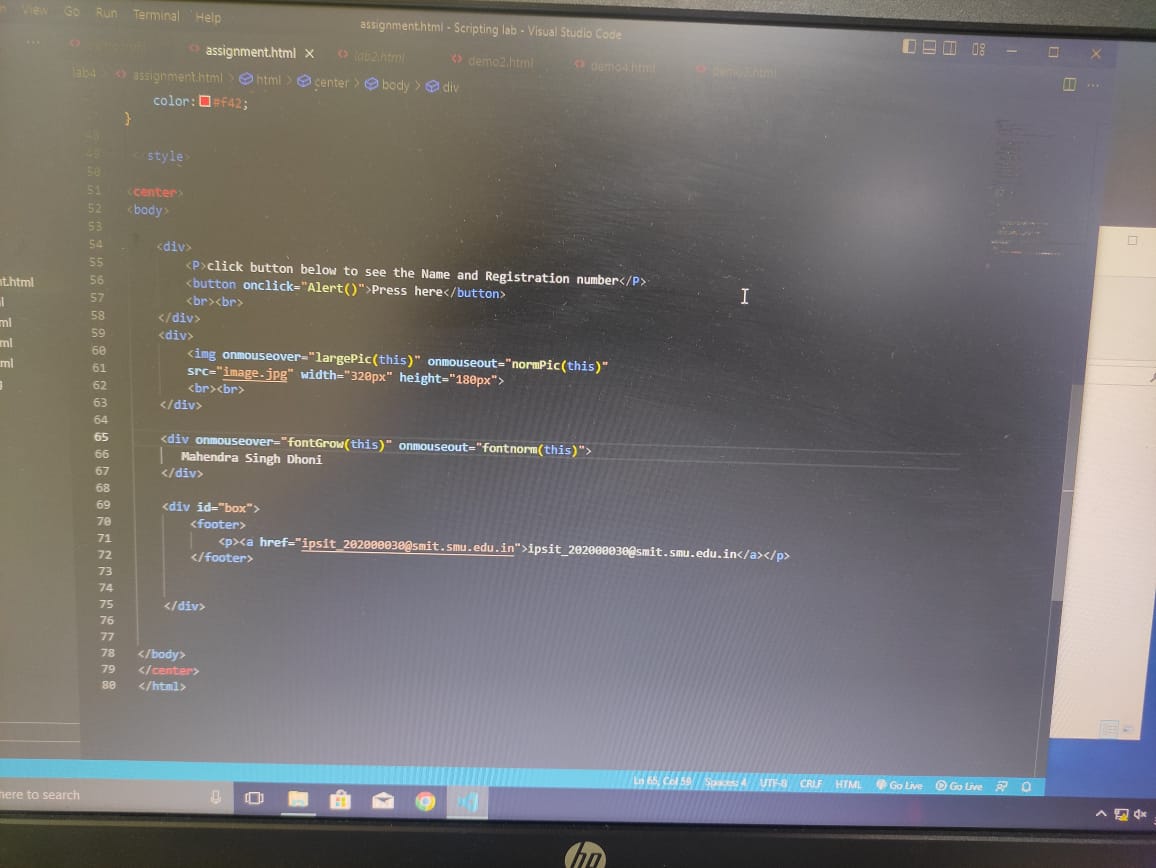 View Go Run Terminal Help
assignment.html - Scripting lab - Visual Studio Code
assignment.html lab2.html demo2.html demo4.html
lab4 > assignment.html > html > center > body > div
color: #f42;
}
48
49 style>
50
51 <center>
52 <body>
53
54 <div>
55 <P>click button below to see the Name and Registration number</P>
56 <button onclick="Alert()">Press here</button>
57 <br><br>
58 </div>
59 <div>
60 <img onmouseover="largePic(this)" onmouseout="normPic(this)"
61 src="image.jpg" width="320px" height="180px">
62 <br><br>
63 </div>
64
65 <div onmouseover="fontGrow(this)" onmouseout="fontnorm(this)">
66 Mahendra Singh Dhoni
67 </div>
68
69 <div id="box">
70 <footer>
71 <p><a href="ipsit_202000030@smit.smu.edu.in">ipsit_202000030@smit.smu.edu.in</a></p>
72 </footer>
73
74
75 </div>
76
77
78 </body>
79 </center>
80 </html>
Ln 65, Col 59 Spaces: 4 UTF-8 CRLF HTML Go Live Go Live
here to search
hp